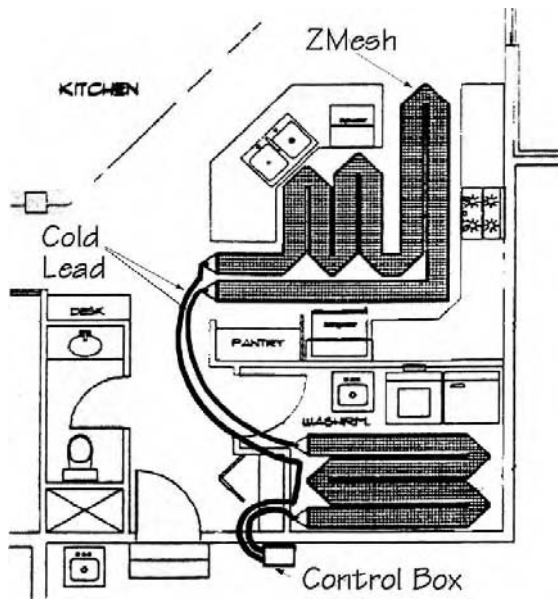 ZMesh
KITCHEN
Cold
Lead
DESK
PANTRY
WASHRM.
Control Box